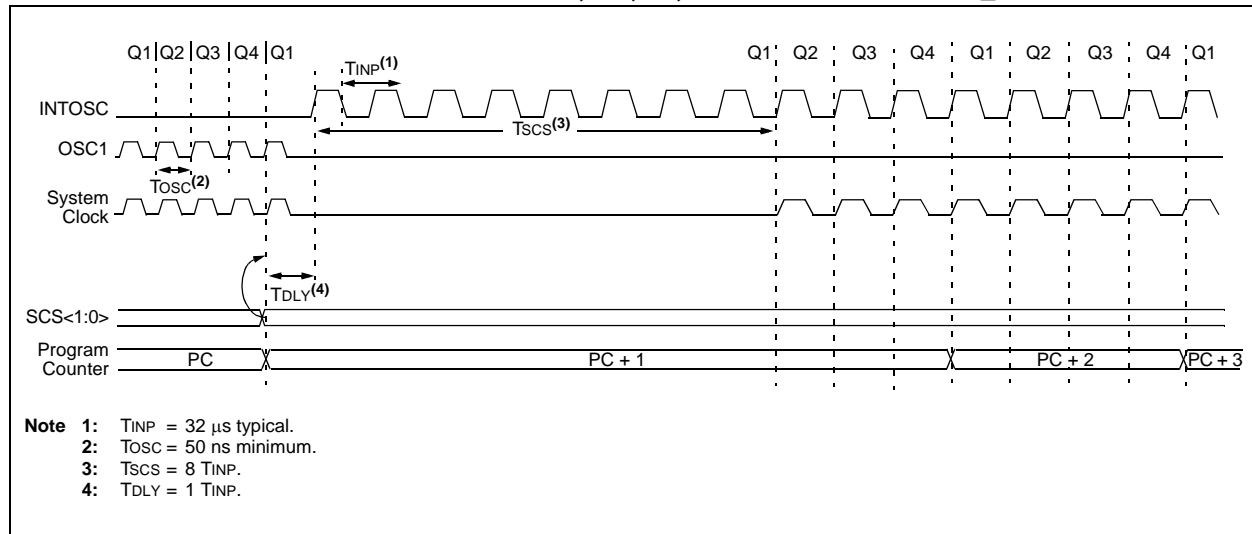 Q1 Q2 Q3 Q4 Q1 Q1 Q2 Q3 Q4 Q1 Q2 Q3 Q4 Q1
TINP(1)
INTOSC
TSCS(3)
OSC1
TOSC(2)
System
Clock
TDLY(4)
SCS<1:0>
Program
Counter
PC PC + 1 PC + 2 PC + 3
Note 1: TINP = 32 μs typical.
2: TOSC = 50 ns minimum.
3: TSCS = 8 TINP.
4: TDLY = 1 TINP.